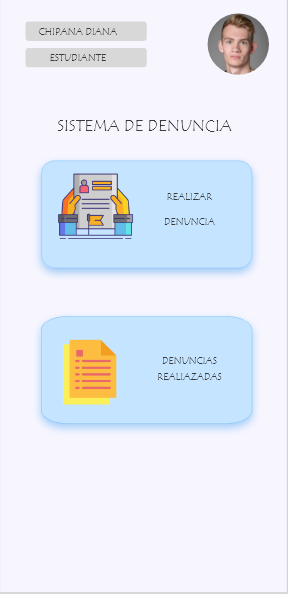 CHIPANA DIANA
ESTUDIANTE
SISTEMA DE DENUNCIA
REALIZAR
DENUNCIA
DENUNCIAS
REALIAZADAS